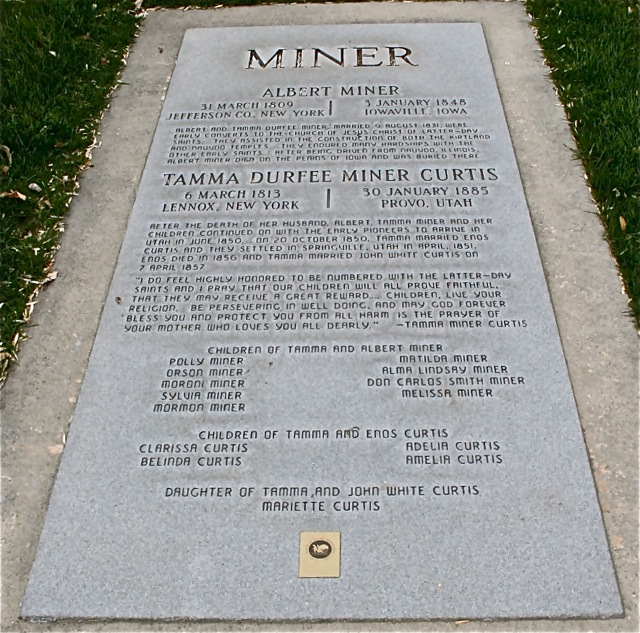 MINER
ALBERT MINER
31 MARCH 1809 | 3 JANUARY 1848
JEFFERSON CO., NEW YORK | IOWAVILLE, IOWA
ALBERT AND TAMMA DURFEE MINER, MARRIED 9 AUGUST 1831, WERE
EARLY CONVERTS TO THE CHURCH OF JESUS CHRIST OF LATTER-DAY
SAINTS. THEY ASSISTED IN THE CONSTRUCTION OF BOTH THE KIRTLAND
AND NAUVOO TEMPLES. THEY ENDURED MANY HARDSHIPS WITH THE
OTHER EARLY SAINTS. AFTER BEING DRIVEN FROM NAUVOO, ILLINOIS,
ALBERT MINER DIED ON THE PLAINS OF IOWA AND WAS BURIED THERE.
TAMMA DURFEE MINER CURTIS
6 MARCH 1813 | 30 JANUARY 1885
LENNOX, NEW YORK | PROVO, UTAH
AFTER THE DEATH OF HER HUSBAND, ALBERT, TAMMA MINER AND HER
CHILDREN CONTINUED ON WITH THE EARLY PIONEERS TO ARRIVE IN
UTAH IN JUNE 1850. ON 20 OCTOBER 1850, TAMMA MARRIED ENOS
CURTIS AND THEY SETTLED IN SPRINGVILLE, UTAH IN APRIL, 1851.
ENOS DIED IN 1856 AND TAMMA MARRIED JOHN WHITE CURTIS ON
7 APRIL 1857.
"I DO FEEL HIGHLY HONORED TO BE NUMBERED WITH THE LATTER-DAY
SAINTS AND I PRAY THAT OUR CHILDREN WILL ALL PROVE FAITHFUL,
THAT THEY MAY RECEIVE A GREAT REWARD.... CHILDREN, LIVE YOUR
RELIGION. BE PERSEVERING IN WELL DOING, AND MAY GOD FOREVER
BLESS YOU AND PROTECT YOU FROM ALL HARM IS THE PRAYER OF
YOUR MOTHER WHO LOVES YOU ALL DEARLY." –TAMMA MINER CURTIS
CHILDREN OF TAMMA AND ALBERT MINER
POLLY MINER MATILDA MINER
ORSON MINER ALMA LINDSAY MINER
MORONI MINER DON CARLOS SMITH MINER
SYLVIA MINER MELISSA MINER
MORMON MINER
CHILDREN OF TAMMA AND ENOS CURTIS
CLARISSA CURTIS ADELIA CURTIS
BELINDA CURTIS AMELIA CURTIS
DAUGHTER OF TAMMA AND JOHN WHITE CURTIS
MARIETTE CURTIS